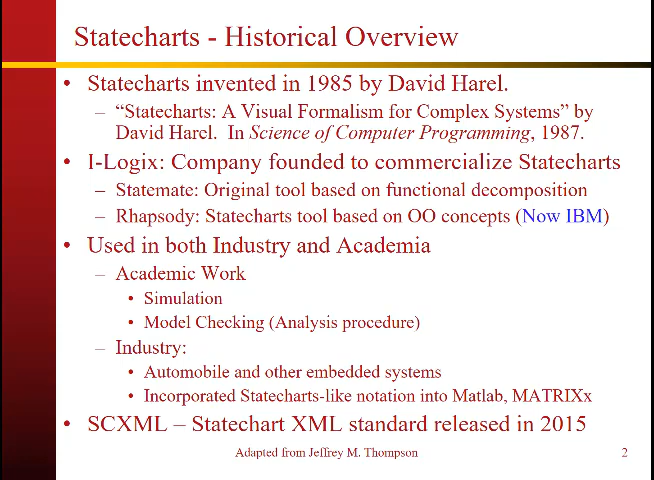 Statecharts - Historical Overview
• Statecharts invented in 1985 by David Harel.
– “Statecharts: A Visual Formalism for Complex Systems” by
David Harel. In Science of Computer Programming, 1987.
• I-Logix: Company founded to commercialize Statecharts
– Statemate: Original tool based on functional decomposition
– Rhapsody: Statecharts tool based on OO concepts (Now IBM)
• Used in both Industry and Academia
– Academic Work
• Simulation
• Model Checking (Analysis procedure)
– Industry:
• Automobile and other embedded systems
• Incorporated Statecharts-like notation into Matlab, MATRIXx
• SCXML – Statechart XML standard released in 2015
Adapted from Jeffrey M. Thompson 2